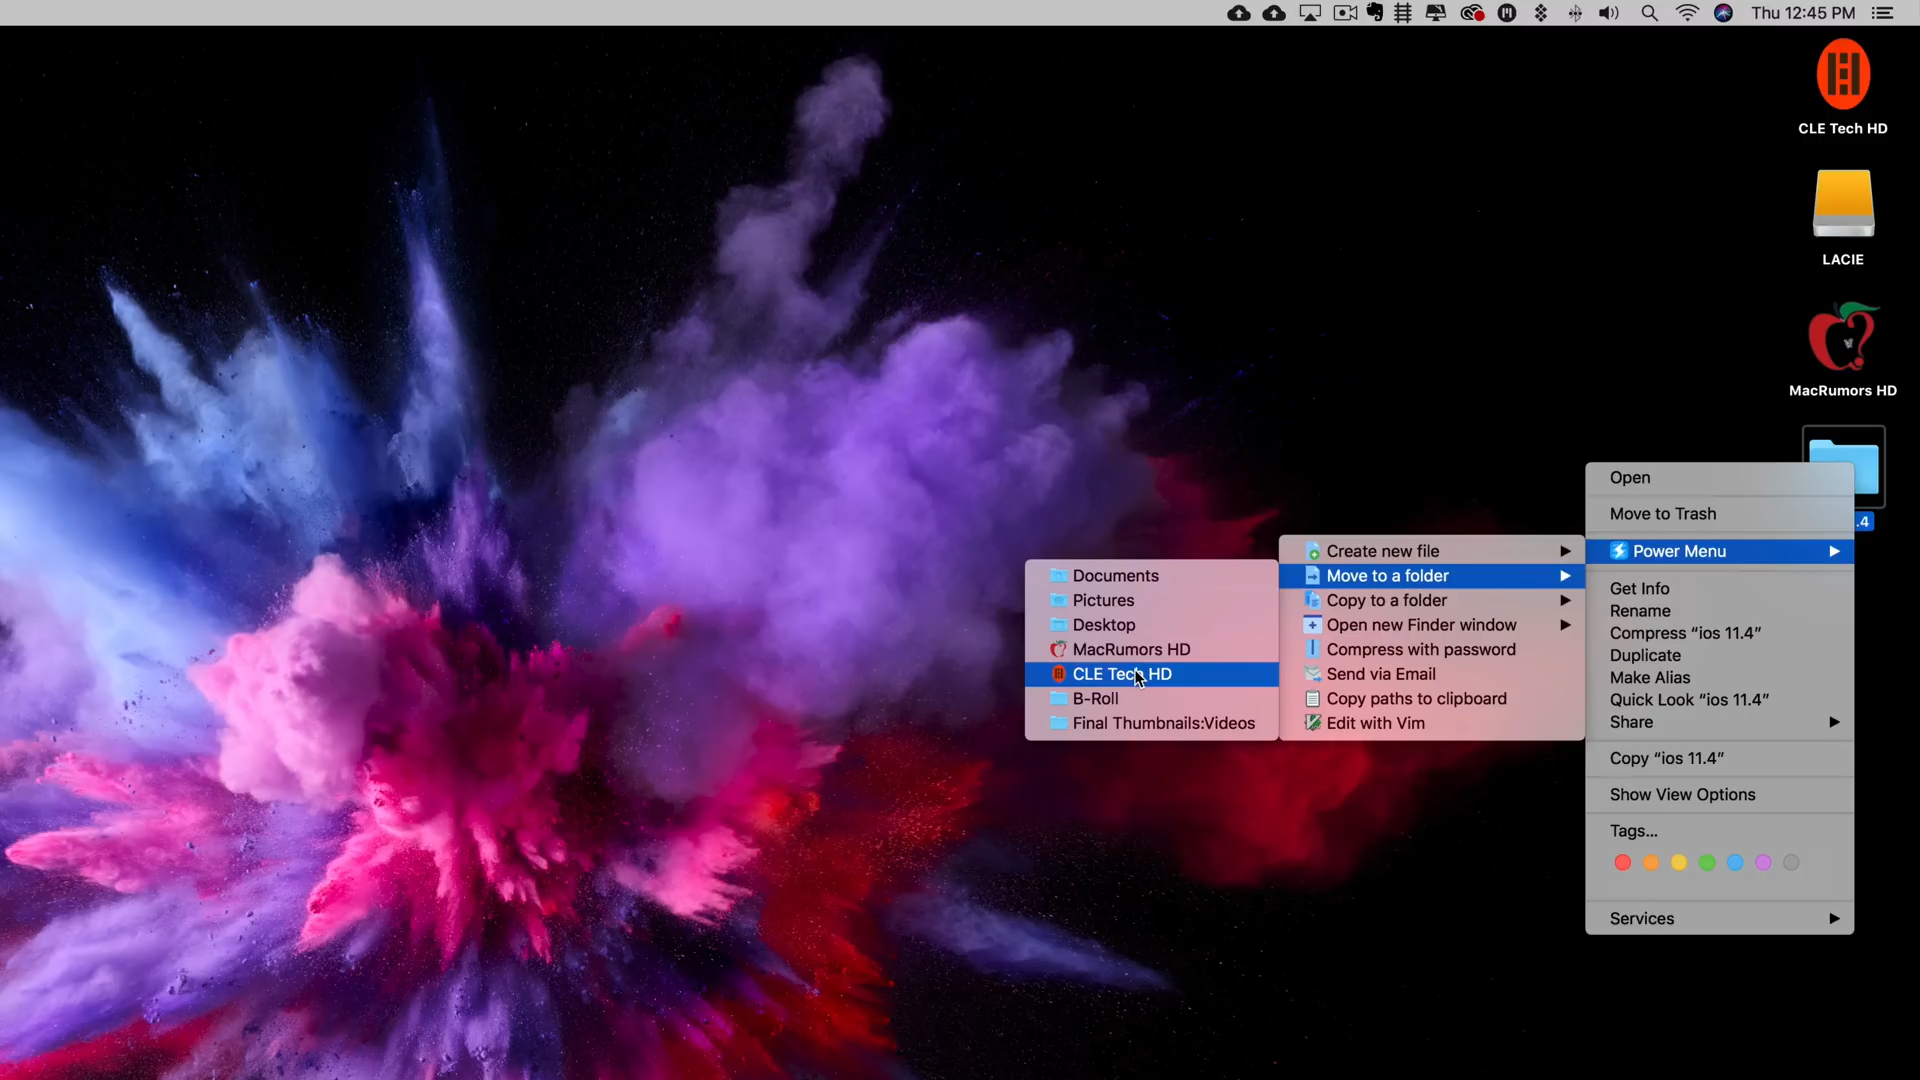 Thu 12:45 PM
CLE Tech HD
LACIE
MacRumors HD
.4
Open
Move to Trash
Power Menu
Get Info
Rename
Compress “ios 11.4”
Duplicate
Make Alias
Quick Look “ios 11.4”
Share
Copy “ios 11.4”
Show View Options
Tags...
Services
Create new file
Move to a folder
Copy to a folder
Open new Finder window
Compress with password
Send via Email
Copy paths to clipboard
Edit with Vim
Documents
Pictures
Desktop
MacRumors HD
CLE Tech HD
B-Roll
Final Thumbnails:Videos